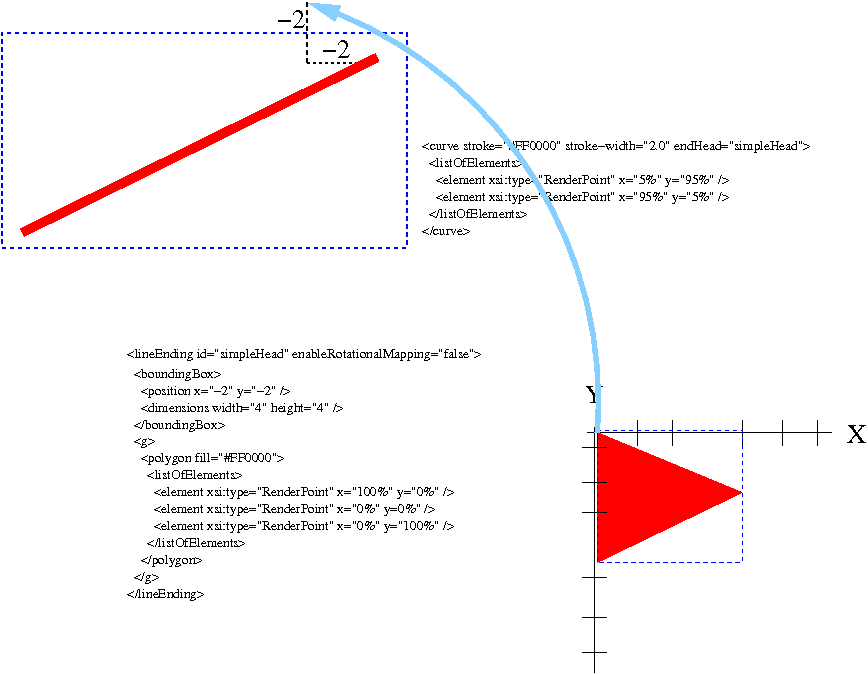 −2
−2
<curve stroke="#FF0000" stroke−width="2.0" endHead="simpleHead">
<listOfElements>
<element xsi:type="RenderPoint" x="5%" y="95%" />
<element xsi:type="RenderPoint" x="95%" y="5%" />
</listOfElements>
</curve>
<lineEnding id="simpleHead" enableRotationalMapping="false">
<boundingBox>
<position x="−2" y="−2" />
<dimensions width="4" height="4" />
</boundingBox>
<g>
<polygon fill="#FF0000">
<listOfElements>
<element xsi:type="RenderPoint" x="100%" y="0%" />
<element xsi:type="RenderPoint" x="0%" y="0%" />
<element xsi:type="RenderPoint" x="0%" y="100%" />
</listOfElements>
</polygon>
</g>
</lineEnding>
Y
X